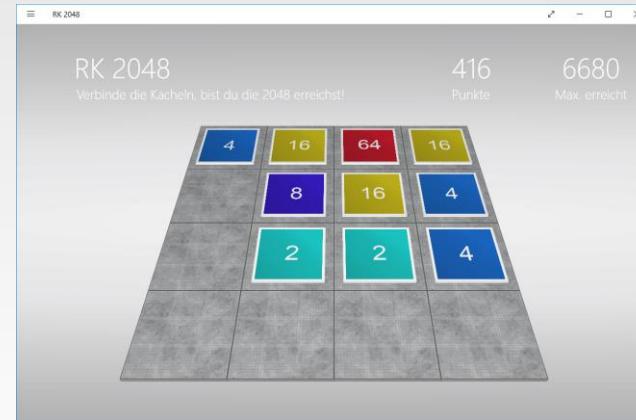 RK 2048
RK 2048
416
6680
Verbinde die Kacheln, bist du die 2048 erreichst!
Punkte
Max. erreicht
4 16 64 16
8 16 4
2 2 4